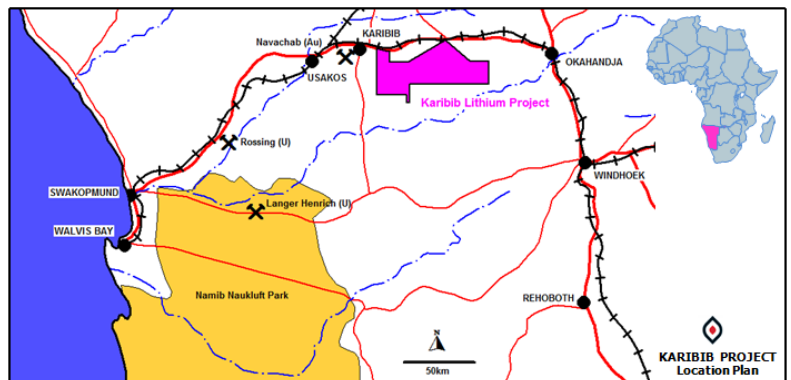 KARIBIB
Navachab (Au)
OKAHANDJA
USAKOS
Karibib Lithium Project
Rossing (U)
WINDHOEK
SWAKOPMUND
Langer Henrich (U)
WALVIS BAY
Namib Naukluft Park
REHOBOTH
N
50km
KARIBIB PROJECT
Location Plan